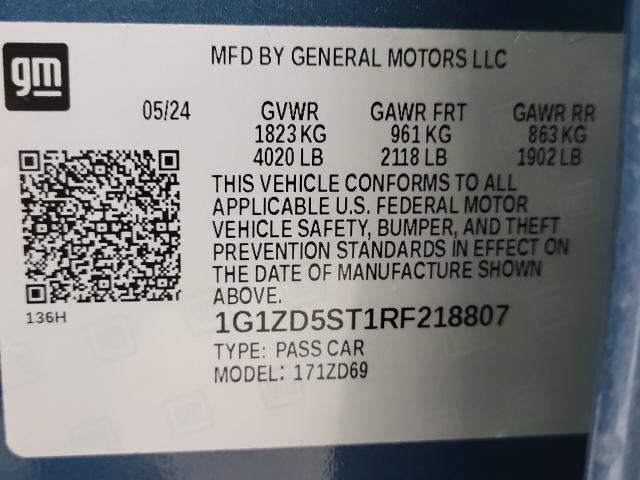 gm
MFD BY GENERAL MOTORS LLC
05/24 GVWR GAWR FRT GAWR RR
1823 KG 961 KG 863 KG
4020 LB 2118 LB 1902 LB
THIS VEHICLE CONFORMS TO ALL
APPLICABLE U.S. FEDERAL MOTOR
VEHICLE SAFETY, BUMPER, AND THEFT
PREVENTION STANDARDS IN EFFECT ON
THE DATE OF MANUFACTURE SHOWN
ABOVE.
136H
1G1ZD5ST1RF218807
TYPE: PASS CAR
MODEL: 171ZD69